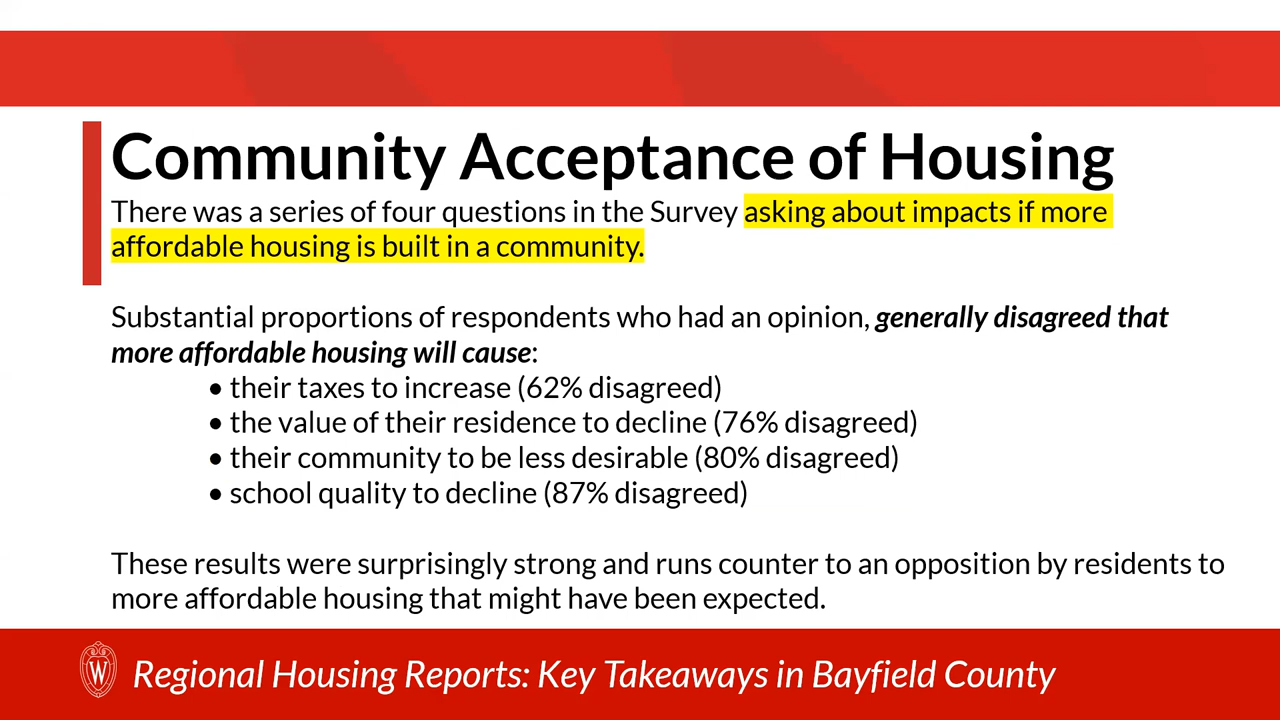 Community Acceptance of Housing
There was a series of four questions in the Survey asking about impacts if more
affordable housing is built in a community.
Substantial proportions of respondents who had an opinion, generally disagreed that
more affordable housing will cause:
• their taxes to increase (62% disagreed)
• the value of their residence to decline (76% disagreed)
• their community to be less desirable (80% disagreed)
• school quality to decline (87% disagreed)
These results were surprisingly strong and runs counter to an opposition by residents to
more affordable housing that might have been expected.
W
Regional Housing Reports: Key Takeaways in Bayfield County